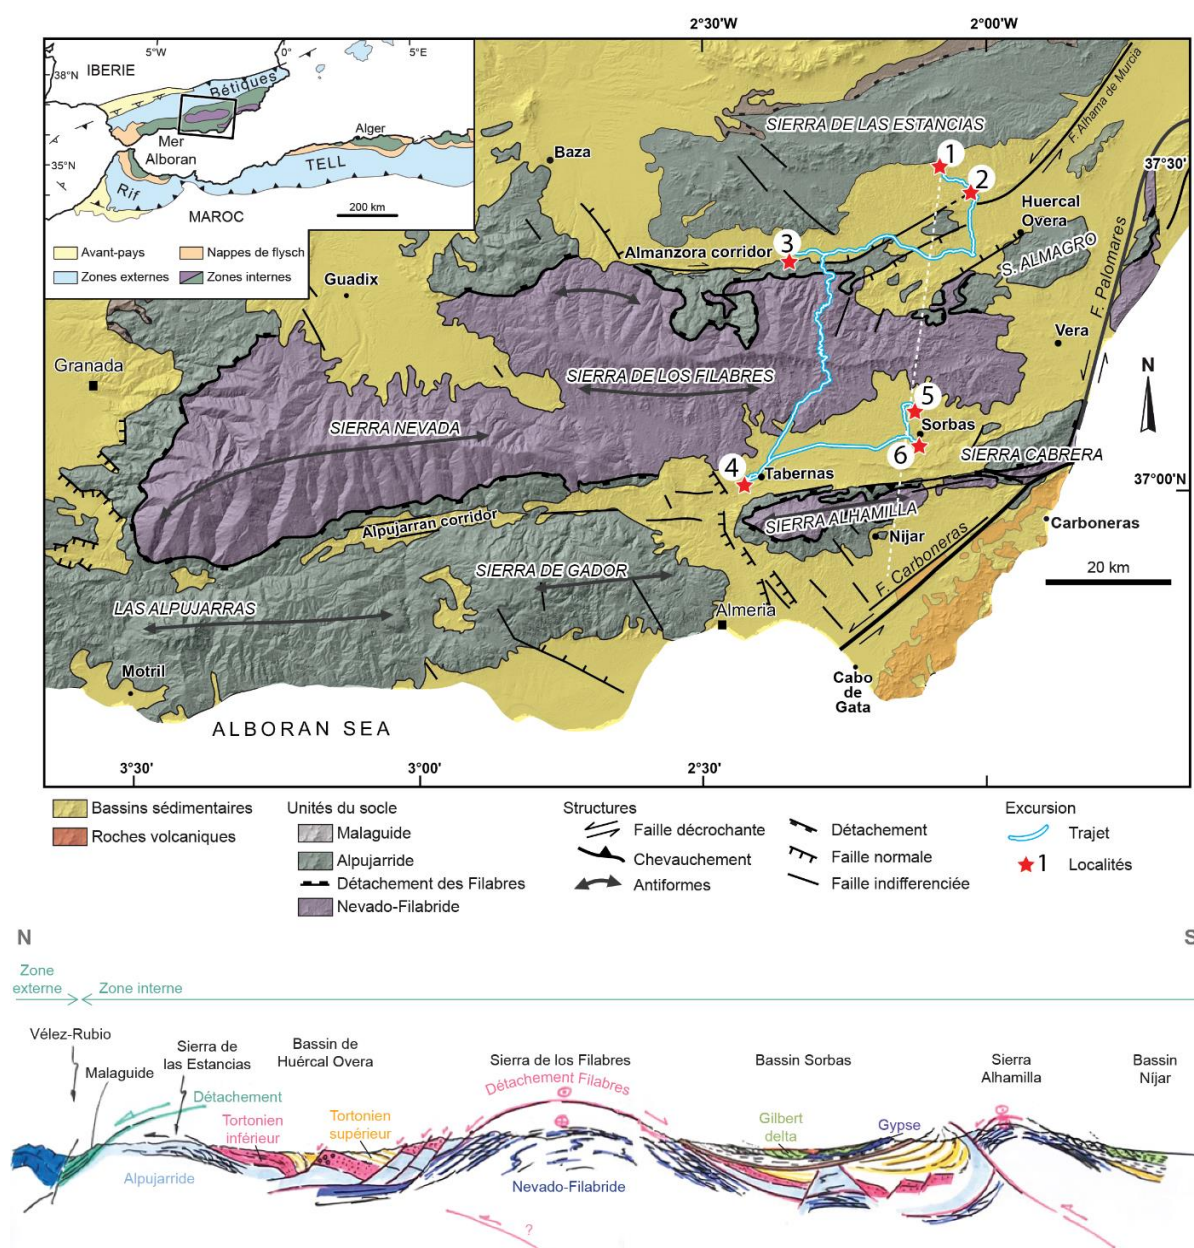 2°30'W
2°00'W
5°W
0°
5°E
38°N
IBERIE
Bétiques
Mer
Alboran
Alger
35°N
TELL
Rif
MAROC
200 km
Avant-pays
Nappes de flysch
Zones externes
Zones internes
SIERRA DE LAS ESTANCIAS
F. Alhama de Murcia
Baza
1
2
37°30'
Huercal
Overa
3
Almanzora corridor
S. ALMAGRO
F. Palomares
Guadix
Vera
Granada
N
SIERRA DE LOS FILABRES
5
SIERRA NEVADA
Sorbas
6
SIERRA CABRERA
4
Tabernas
37°00'N
Alpujarran corridor
SIERRA ALHAMILLA
Carboneras
Nijar
F. Carboneras
SIERRA DE GADOR
20 km
LAS ALPUJARRAS
Almeria
Motril
Cabo
de
Gata
ALBORAN SEA
3°30'
3°00'
2°30'
Bassins sédimentaires
Roches volcaniques
Unités du socle
Malaguide
Alpujarride
Détachement des Filabres
Nevado-Filabride
Structures
Faille décrochante
Chevauchement
Antiformes
Détachement
Faille normale
Faille indifferenciée
Excursion
Trajet
1 Localités
N
S
Zone
externe
Zone interne
Vélez-Rubio
Malaguide
Sierra de
las Estancias
Bassin de
Huércal Overa
Sierra de los Filabres
Bassin Sorbas
Sierra
Alhamilla
Bassin
Níjar
Détachement
Détachement Filabres
Tortonien
inférieur
Tortonien
supérieur
Gilbert
delta
Gypse
Alpujarride
Nevado-Filabride
?